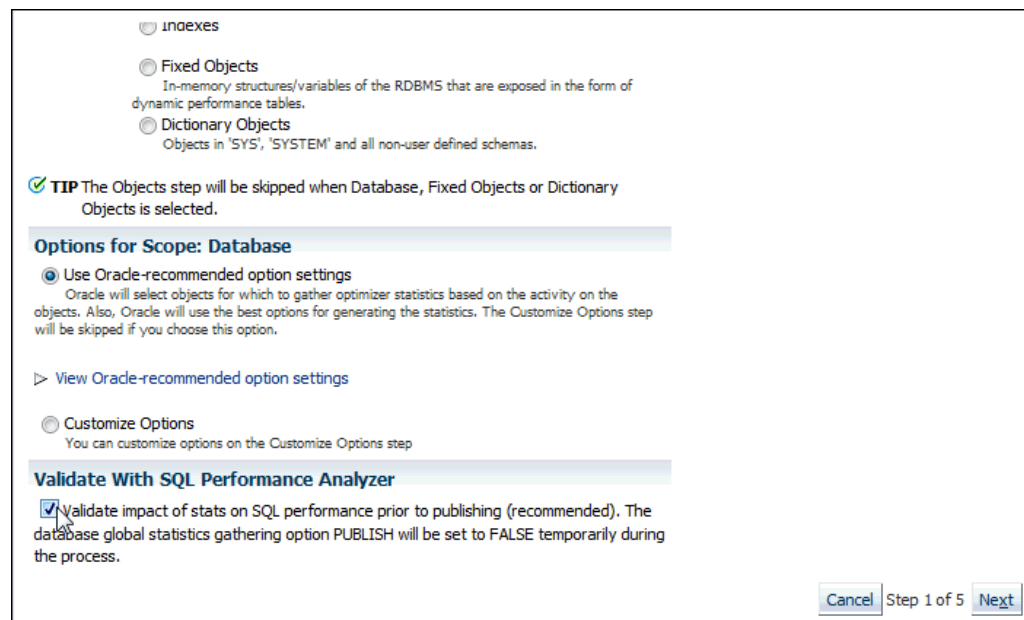 Indexes
Fixed Objects
In-memory structures/variables of the RDBMS that are exposed in the form of
dynamic performance tables.
Dictionary Objects
Objects in 'SYS', 'SYSTEM' and all non-user defined schemas.
TIP The Objects step will be skipped when Database, Fixed Objects or Dictionary
Objects is selected.
Options for Scope: Database
Use Oracle-recommended option settings
Oracle will select objects for which to gather optimizer statistics based on the activity on the
objects. Also, Oracle will use the best options for generating the statistics. The Customize Options step
will be skipped if you choose this option.
View Oracle-recommended option settings
Customize Options
You can customize options on the Customize Options step
Validate With SQL Performance Analyzer
Validate impact of stats on SQL performance prior to publishing (recommended). The
database global statistics gathering option PUBLISH will be set to FALSE temporarily during
the process.
Cancel Step 1 of 5 Next